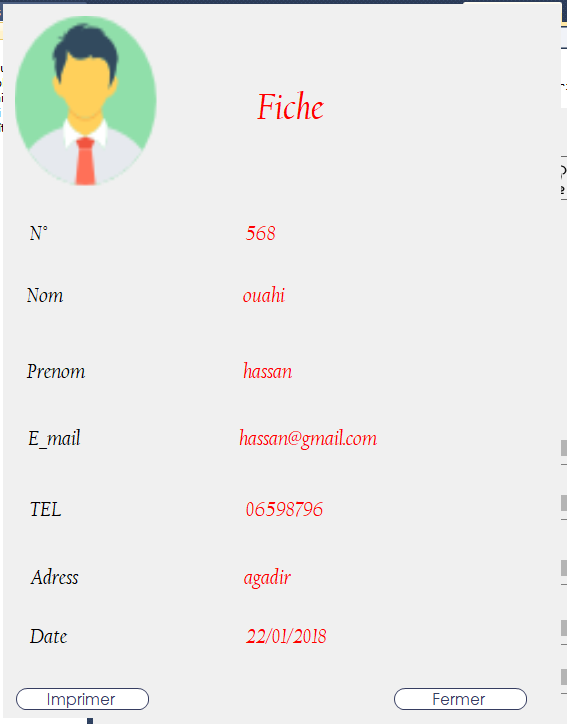 Fiche
N° 568
Nom ouahi
Prenom hassan
E_mail hassan@gmail.com
TEL 06598796
Adress agadir
Date 22/01/2018
Imprimer Fermer